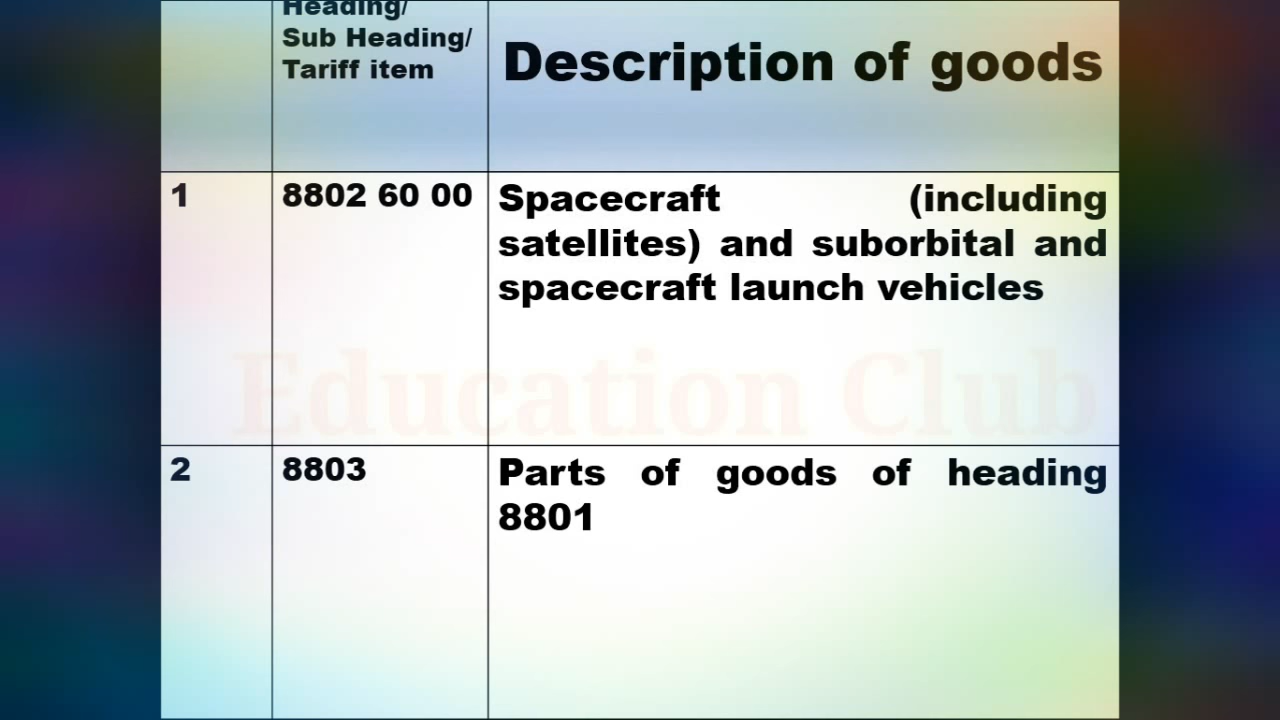 Heading/
Sub Heading/
Tariff item
Description of goods
1
8802 60 00
Spacecraft (including
satellites) and suborbital and
spacecraft launch vehicles
Education Club
2
8803
Parts of goods of heading
8801